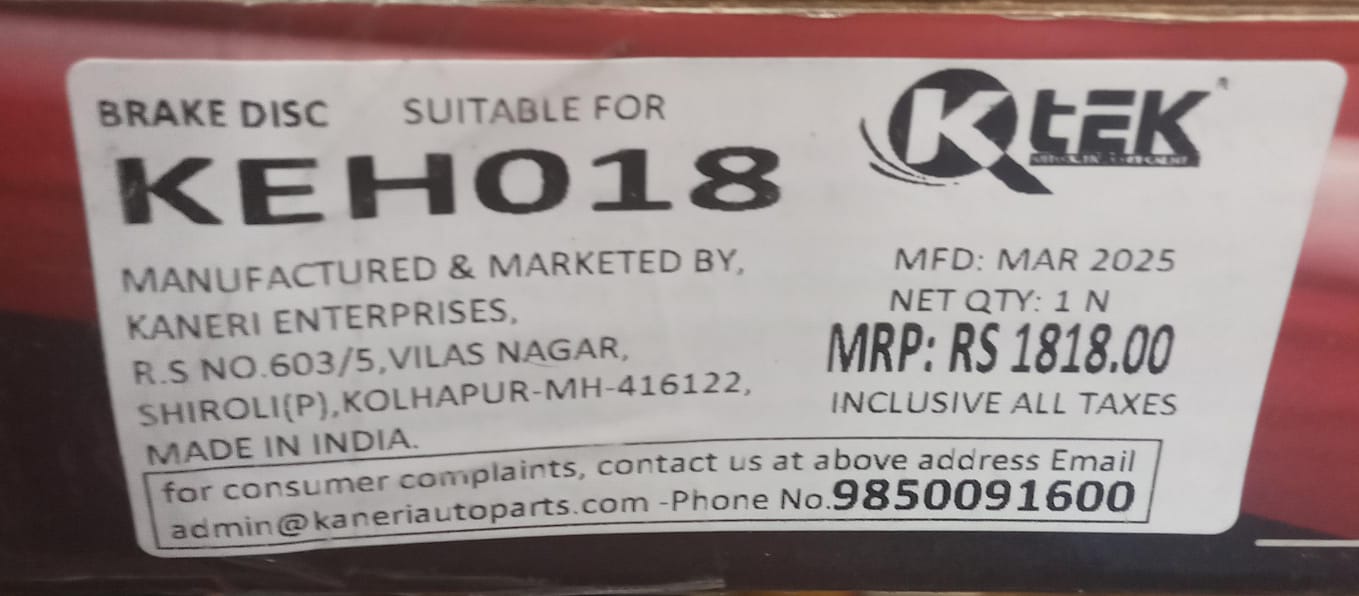 BRAKE DISC SUITABLE FOR
KEH018
KtEK
MANUFACTURED & MARKETED BY,
KANERI ENTERPRISES,
R.S NO.603/5,VILAS NAGAR,
SHIROLI(P),KOLHAPUR-MH-416122,
MADE IN INDIA.
MFD: MAR 2025
NET QTY: 1 N
MRP: RS 1818.00
INCLUSIVE ALL TAXES
for consumer complaints, contact us at above address Email
admin@kaneriautoparts.com -Phone No.9850091600